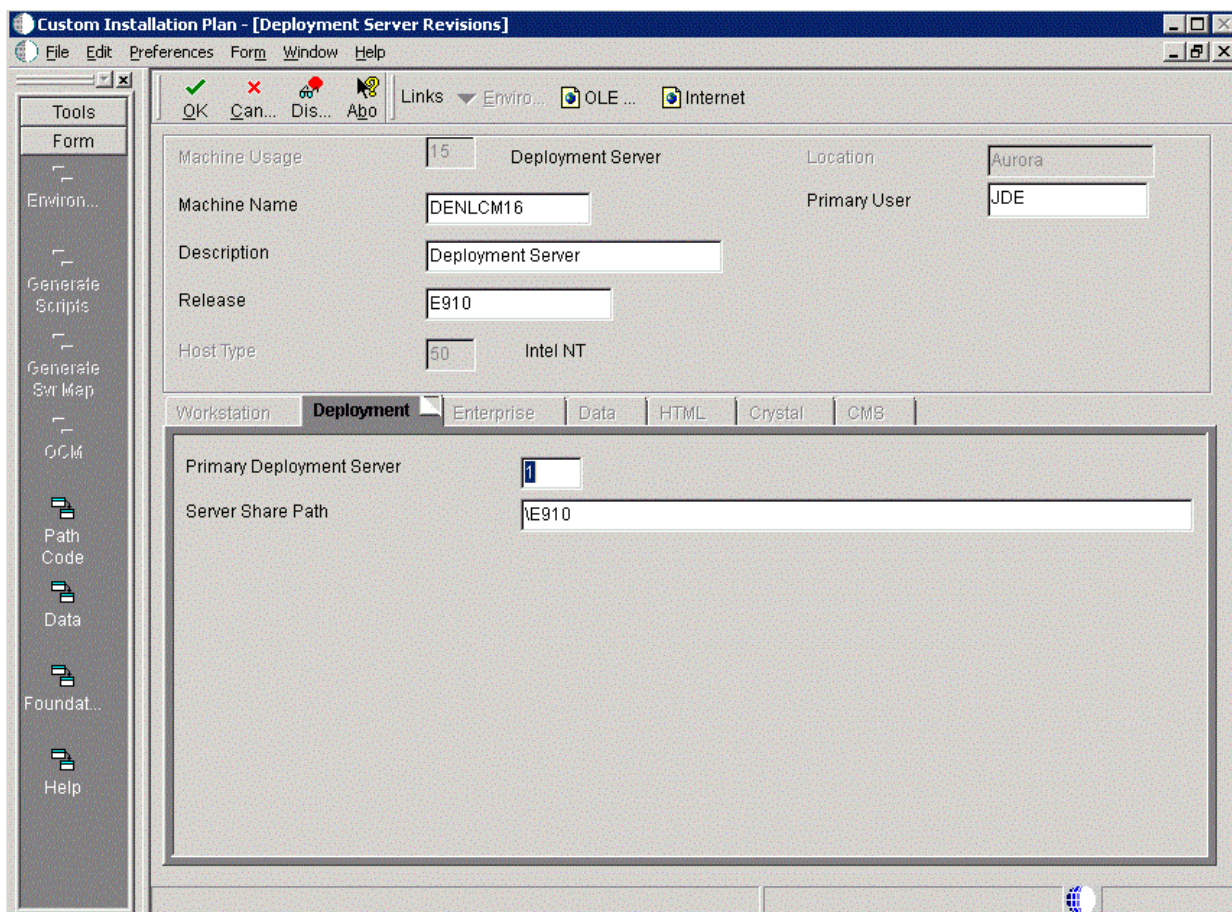 Custom Installation Plan - [Deployment Server Revisions]
File Edit Preferences Form Window Help
Tools
Form
Environ...
Generate
Scripts
Generate
Svr Map
OCM
Path
Code
Data
Foundat...
Help
OK Can... Dis... Abo Links Enviro... OLE ... Internet
Machine Usage 15 Deployment Server Location Aurora
Machine Name DENLCM16 Primary User JDE
Description Deployment Server
Release E910
Host Type 50 Intel NT
Workstation Deployment Enterprise Data HTML Crystal CMS
Primary Deployment Server 1
Server Share Path \E910